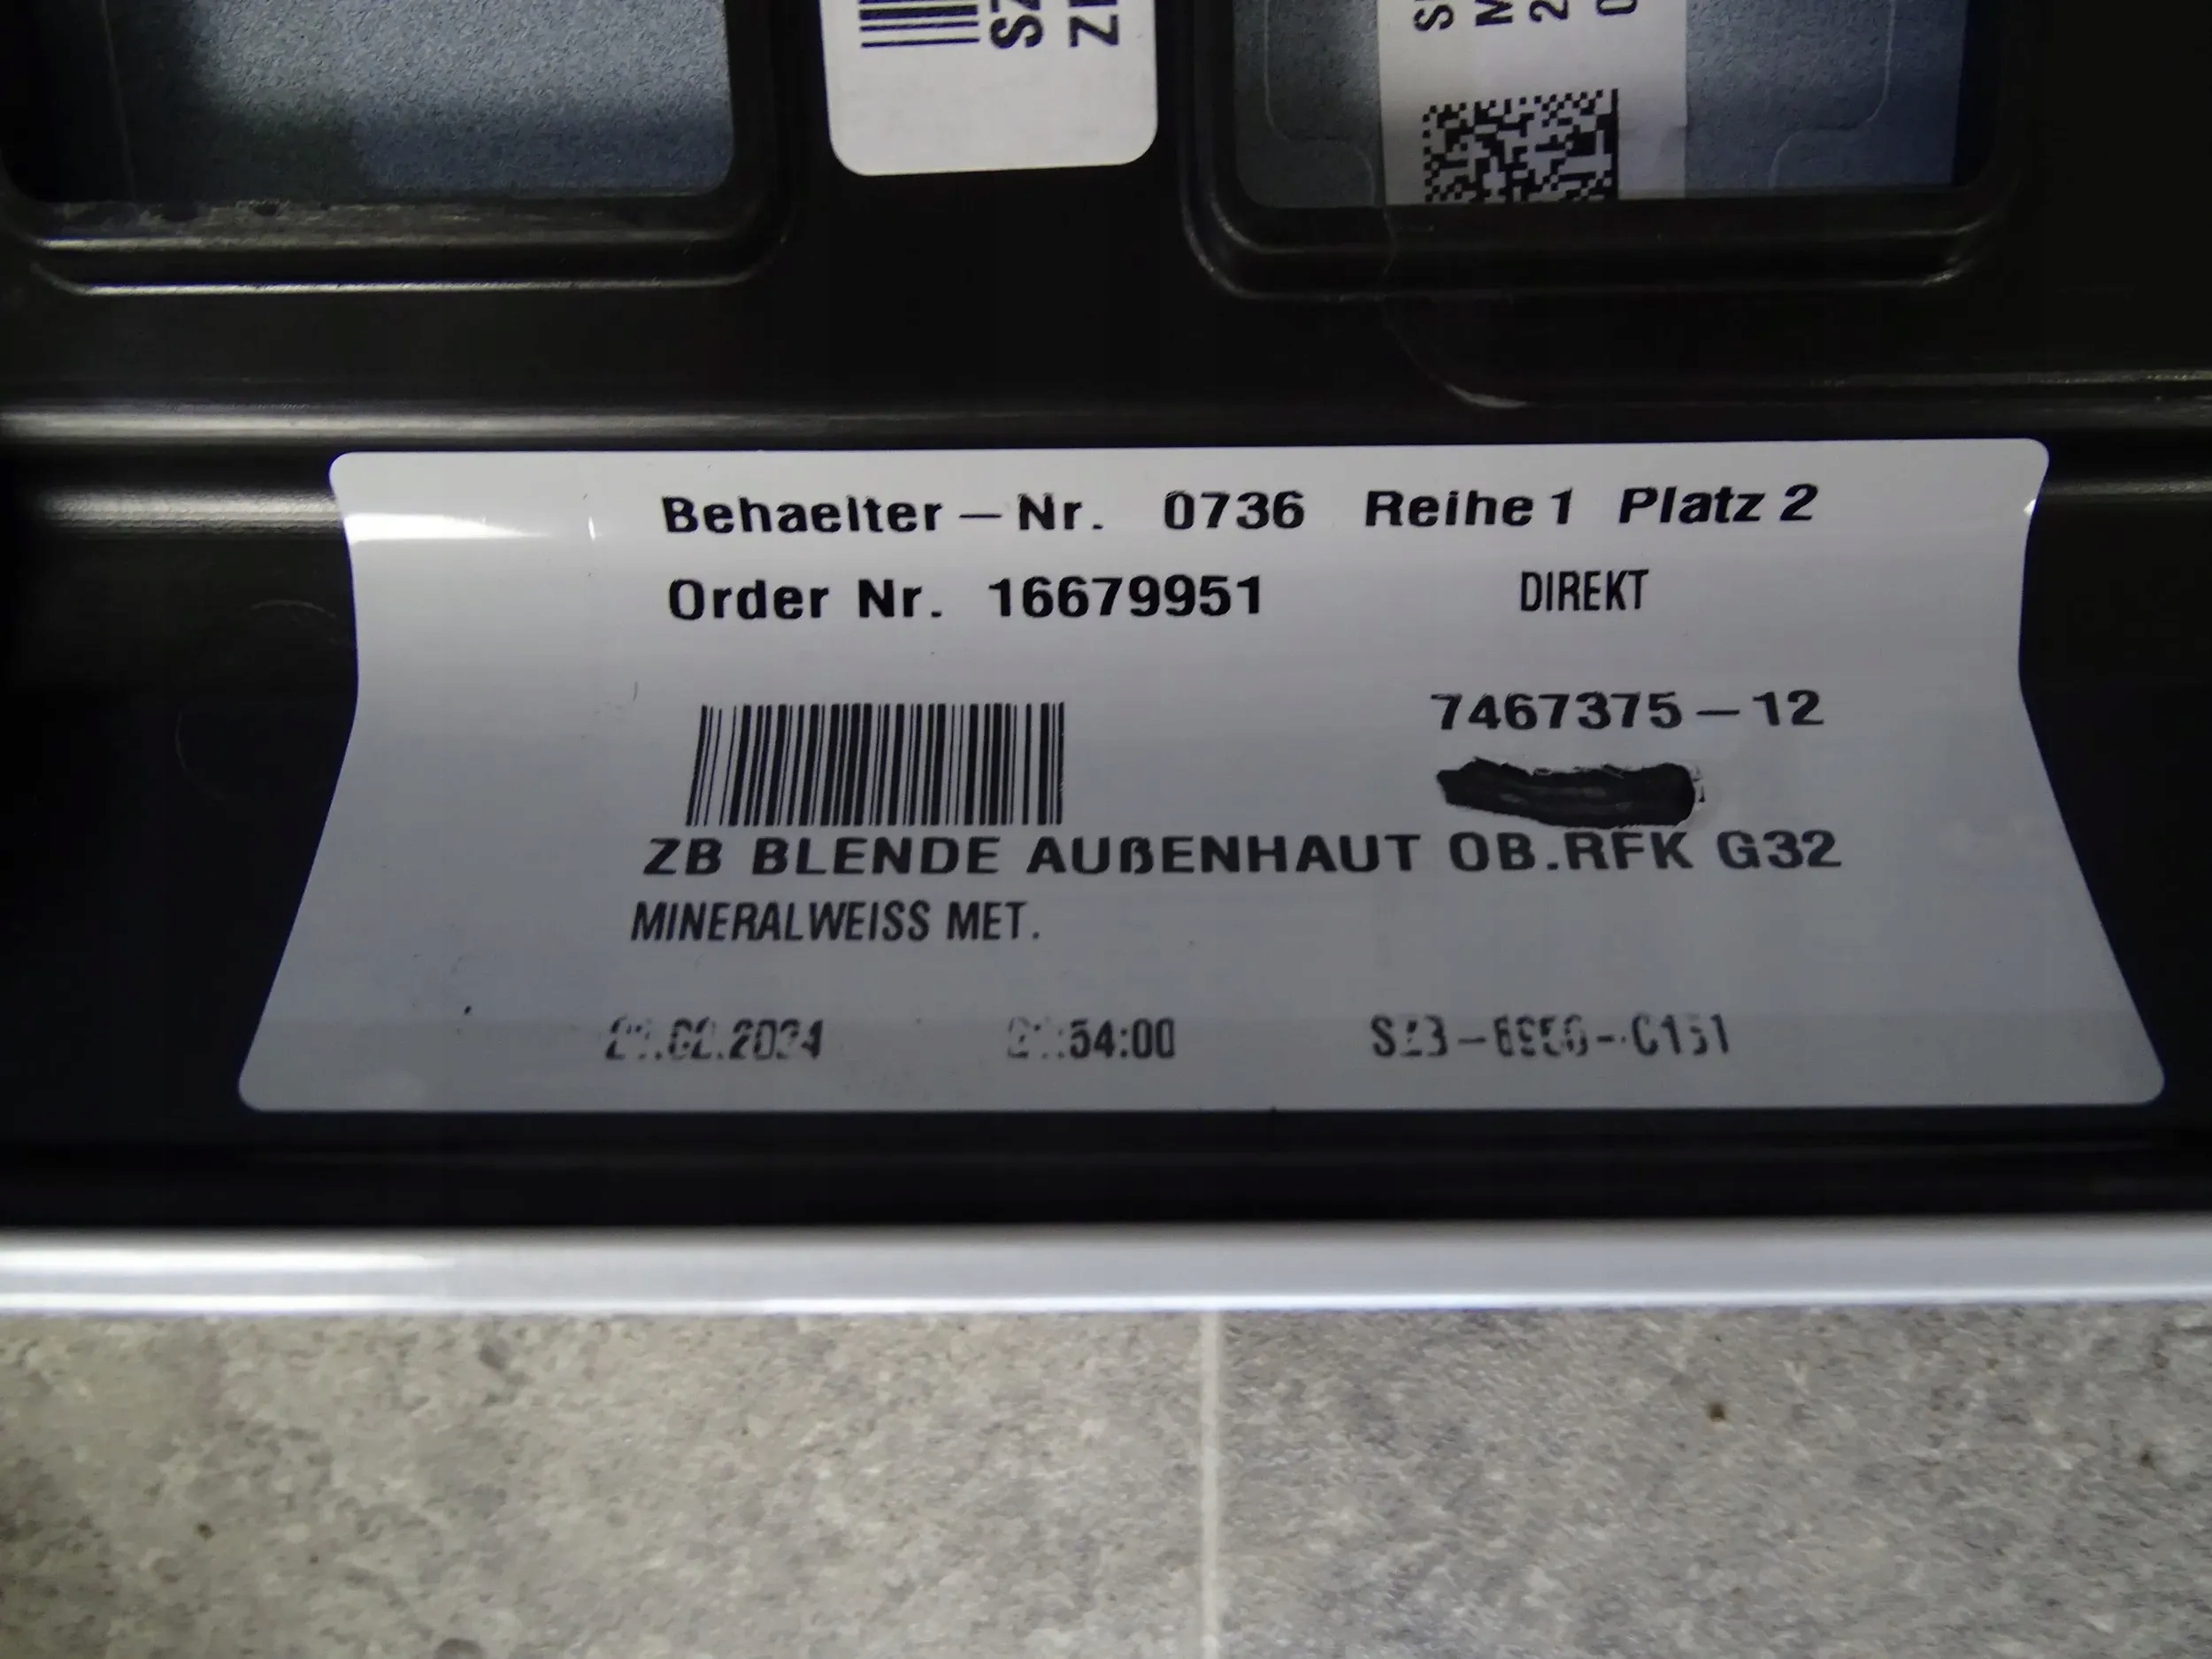 Behaelter-Nr. 0736 Reihe 1 Platz 2
Order Nr. 16679951 DIREKT
7467375-12
ZB BLENDE AUßENHAUT OB.RFK G32
MINERALWEISS MET.